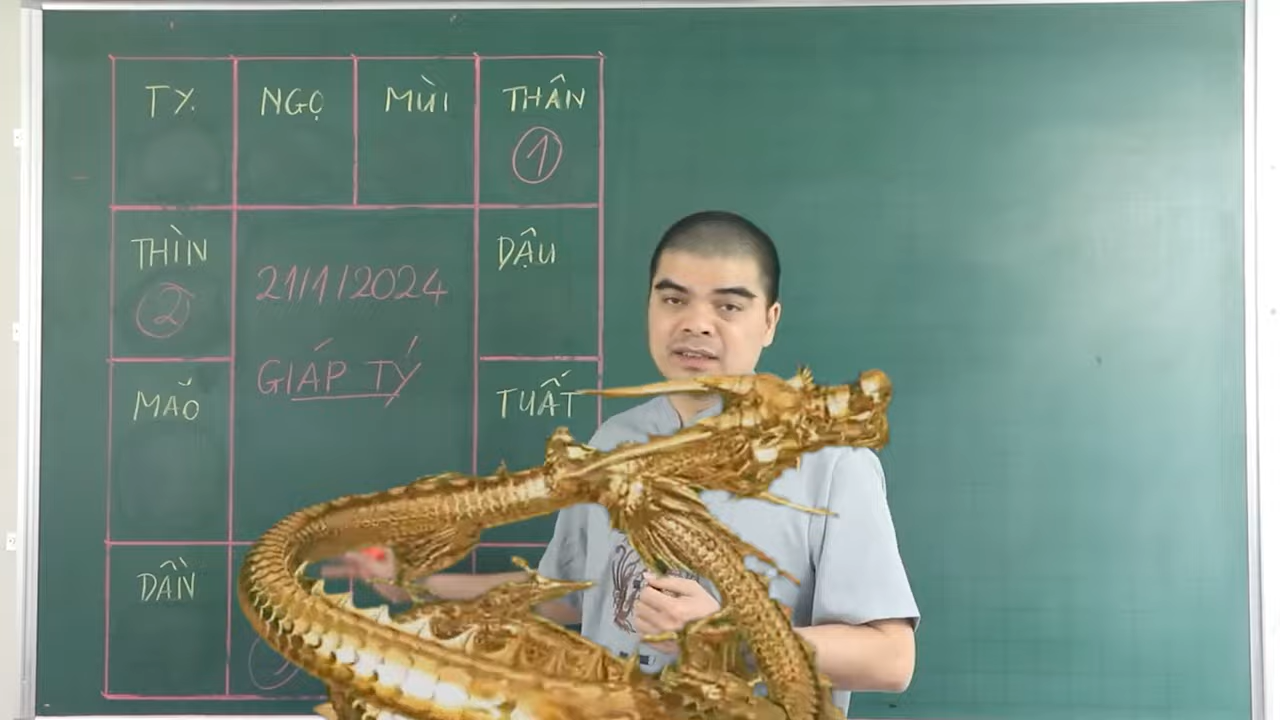 TỴ
NGỌ
MÙI
THÂN
1
THÌN
2
21/1/2024
GIÁP TÝ
DẬU
MÃO
TUẤT
DẦN